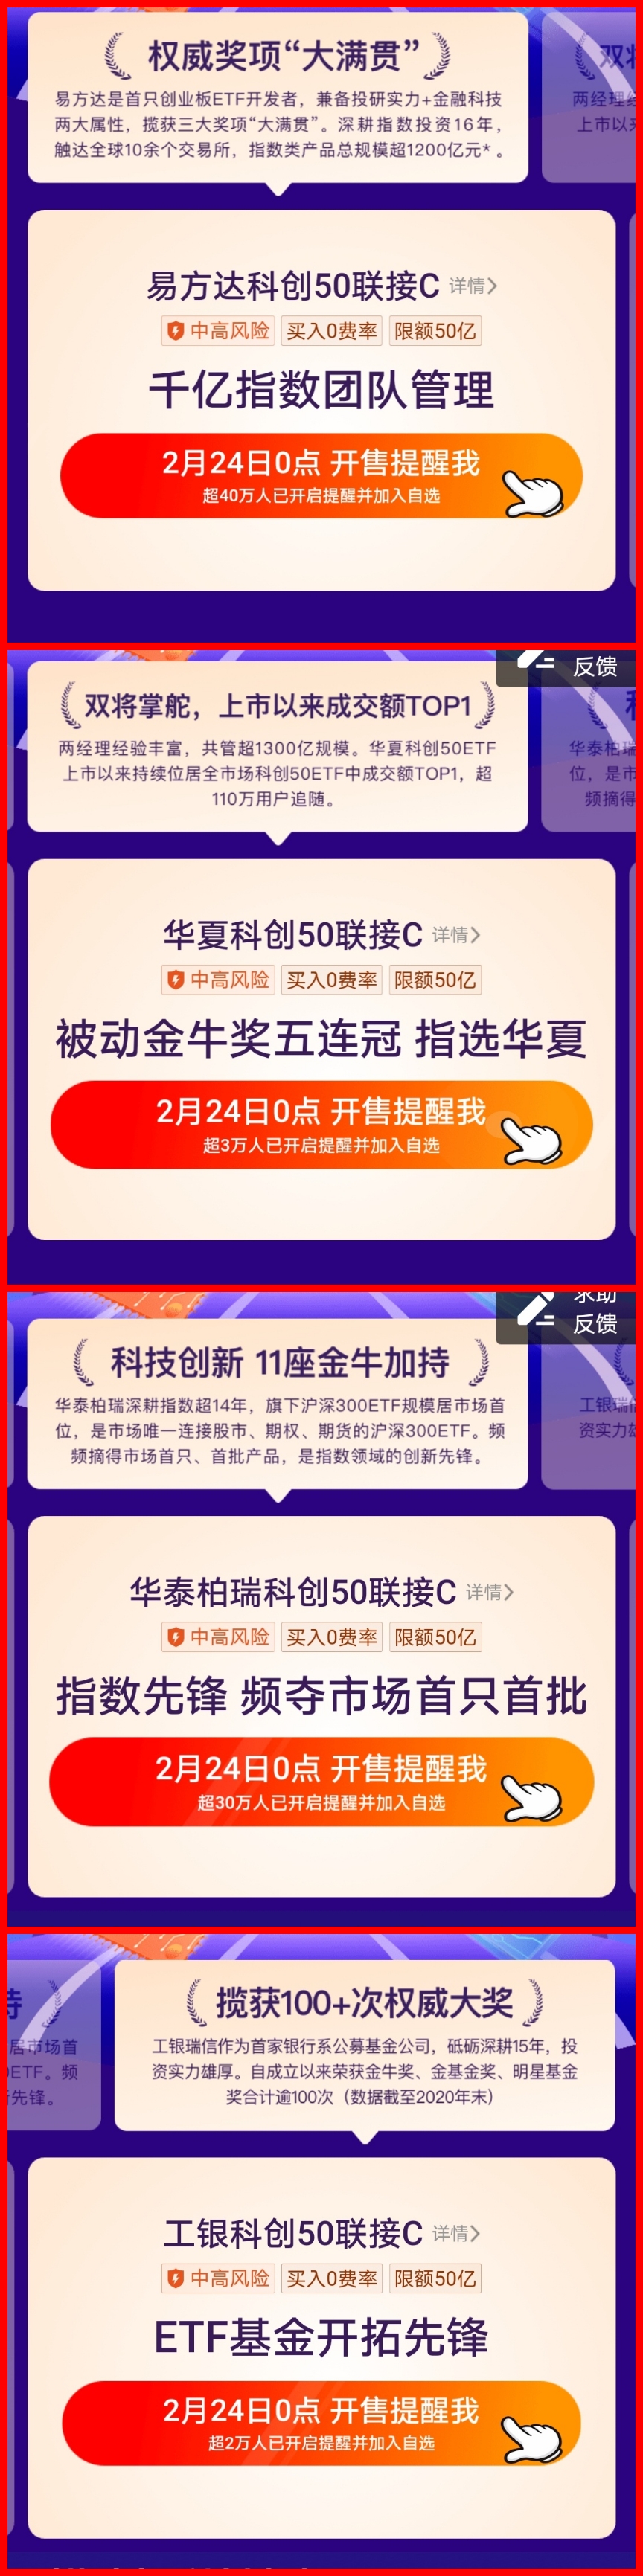 权威奖项“大满贯”
双将
易方达是首只创业板ETF开发者，兼备投研实力+金融科技
两大属性，揽获三大奖项“大满贯”。深耕指数投资16年，
触达全球10余个交易所，指数类产品总规模超1200亿元*。
两经理经
上市以来
易方达科创50联接C 详情>
中高风险 买入0费率 限额50亿
千亿指数团队管理
2月24日0点 开售提醒我
超40万人已开启提醒并加入自选
反馈
双将掌舵，上市以来成交额TOP1
两经理经验丰富，共管超1300亿规模。华夏科创50ETF
上市以来持续位居全市场科创50ETF中成交额TOP1，超
110万用户追随。
华泰柏瑞
位，是市
频摘得
华夏科创50联接C 详情>
中高风险 买入0费率 限额50亿
被动金牛奖五连冠 指选华夏
2月24日0点 开售提醒我
超3万人已开启提醒并加入自选
求助
反馈
科技创新 11座金牛加持
华泰柏瑞深耕指数超14年，旗下沪深300ETF规模居市场首
位，是市场唯一连接股市、期权、期货的沪深300ETF。频
频摘得市场首只、首批产品，是指数领域的创新先锋。
工银瑞信
资实力雄
华泰柏瑞科创50联接C 详情>
中高风险 买入0费率 限额50亿
指数先锋 频夺市场首只首批
2月24日0点 开售提醒我
超30万人已开启提醒并加入自选
持
居市场首
ETF。频
先锋。
揽获100+次权威大奖
工银瑞信作为首家银行系公募基金公司，砥砺深耕15年，投
资实力雄厚。自成立以来荣获金牛奖、金基金奖、明星基金
奖合计逾100次（数据截至2020年末）
工银科创50联接C 详情>
中高风险 买入0费率 限额50亿
ETF基金开拓先锋
2月24日0点 开售提醒我
超2万人已开启提醒并加入自选